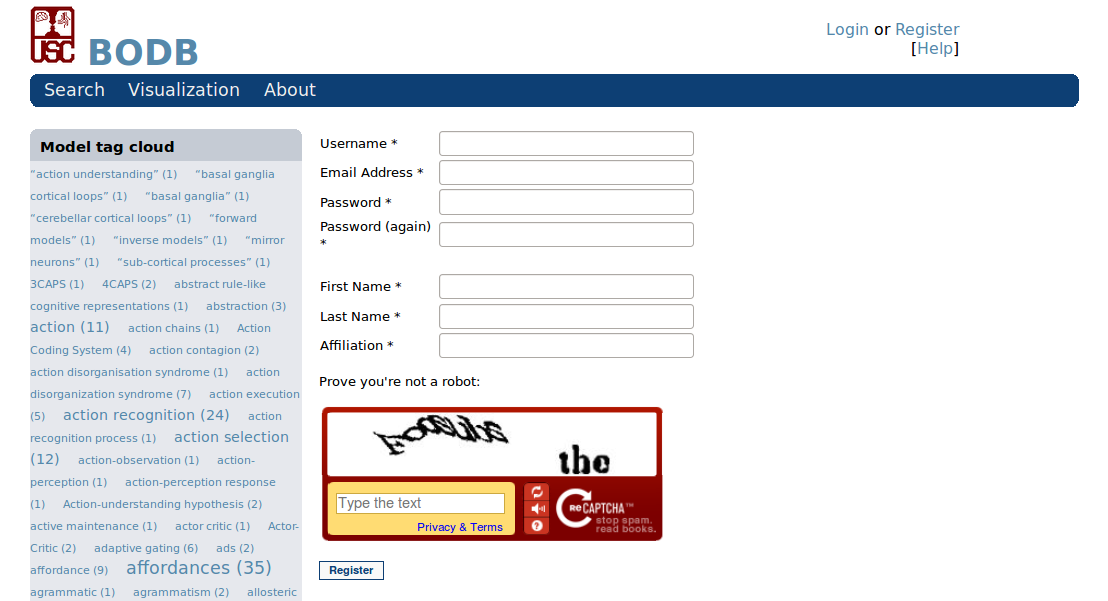 USC
BODB
Login or Register
[Help]
Search Visualization About
Model tag cloud
“action understanding” (1) “basal ganglia
cortical loops” (1) “basal ganglia” (1)
“cerebellar cortical loops” (1) “forward
models” (1) “inverse models” (1) “mirror
neurons” (1) “sub-cortical processes” (1)
3CAPS (1) 4CAPS (2) abstract rule-like
cognitive representations (1) abstraction (3)
action (11) action chains (1) Action
Coding System (4) action contagion (2)
action disorganisation syndrome (1) action
disorganization syndrome (7) action execution
(5) action recognition (24) action
recognition process (1) action selection
(12) action-observation (1) action-
perception (1) action-perception response
(1) Action-understanding hypothesis (2)
active maintenance (1) actor critic (1) Actor-
Critic (2) adaptive gating (6) ads (2)
affordance (9) affordances (35)
agrammatic (1) agrammatism (2) allosteric
Username *
Email Address *
Password *
Password (again)
*
First Name *
Last Name *
Affiliation *
Prove you're not a robot:
the
Type the text
Privacy & Terms
reCAPTCHA™
stop spam.
read books.
Register